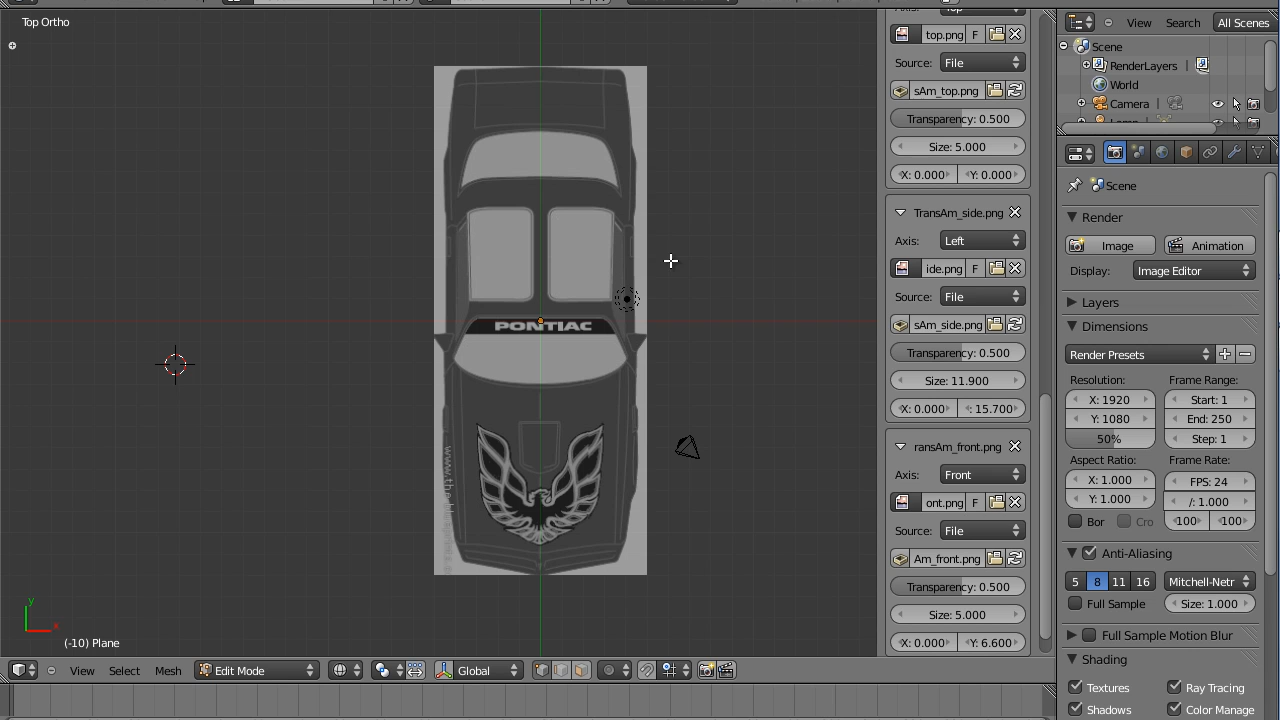 Top Ortho
(-10) Plane
PONTIAC
y
x
View
Select
Mesh
Edit Mode
Global
Axis:
top.png
F
Source:
File
sAm_top.png
Transparency: 0.500
Size: 5.000
X: 0.000
Y: 0.000
TransAm_side.png
Axis:
Left
ide.png
F
Source:
File
sAm_side.png
Transparency: 0.500
Size: 11.900
X: 0.000
: 15.700
ransAm_front.png
Axis:
Front
ont.png
F
Source:
File
Am_front.png
Transparency: 0.500
Size: 5.000
X: 0.000
Y: 6.600
View
Search
All Scenes
Scene
RenderLayers
World
Camera
Scene
Render
Image
Animation
Display:
Image Editor
Layers
Dimensions
Render Presets
Resolution:
Frame Range:
X: 1920
Start: 1
Y: 1080
End: 250
50%
Step: 1
Aspect Ratio:
Frame Rate:
X: 1.000
FPS: 24
Y: 1.000
/: 1.000
Bor
Cro
100
100
Anti-Aliasing
5
8
11
16
Mitchell-Netr
Full Sample
Size: 1.000
Full Sample Motion Blur
Shading
Textures
Ray Tracing
Shadows
Color Manage